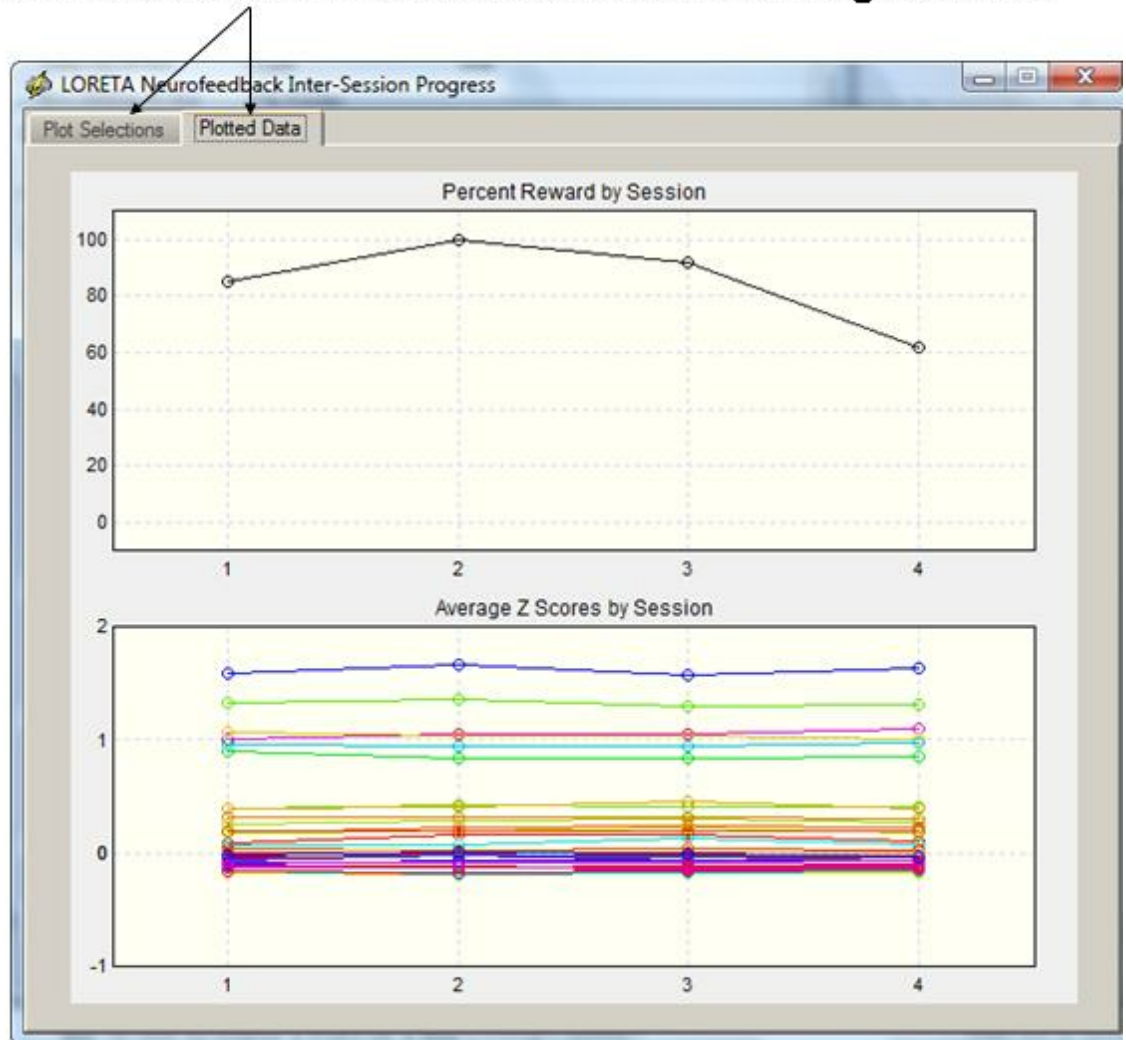 LORETA Neurofeedback Inter-Session Progress
Plot Selections Plotted Data
Percent Reward by Session
100
80
60
40
20
0
1 2 3 4
Average Z Scores by Session
2
1
0
-1
1 2 3 4